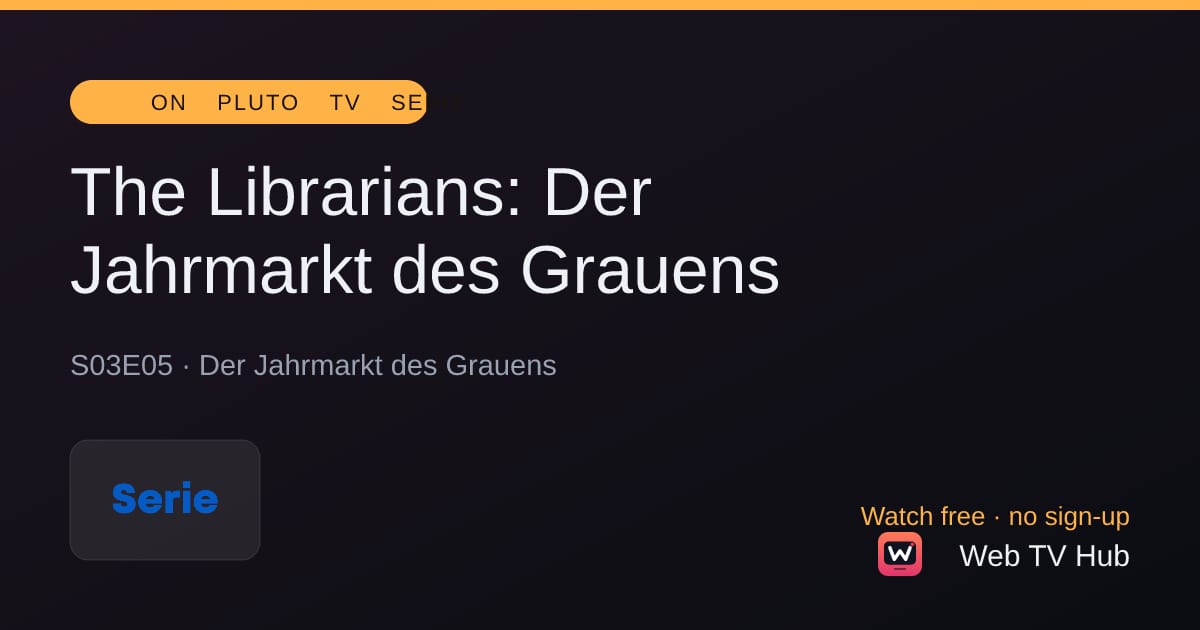 ON PLUTO TV SE
The Librarians: Der
Jahrmarkt des Grauens
S03E05 · Der Jahrmarkt des Grauens
Serie
Watch free · no sign-up
W
Web TV Hub